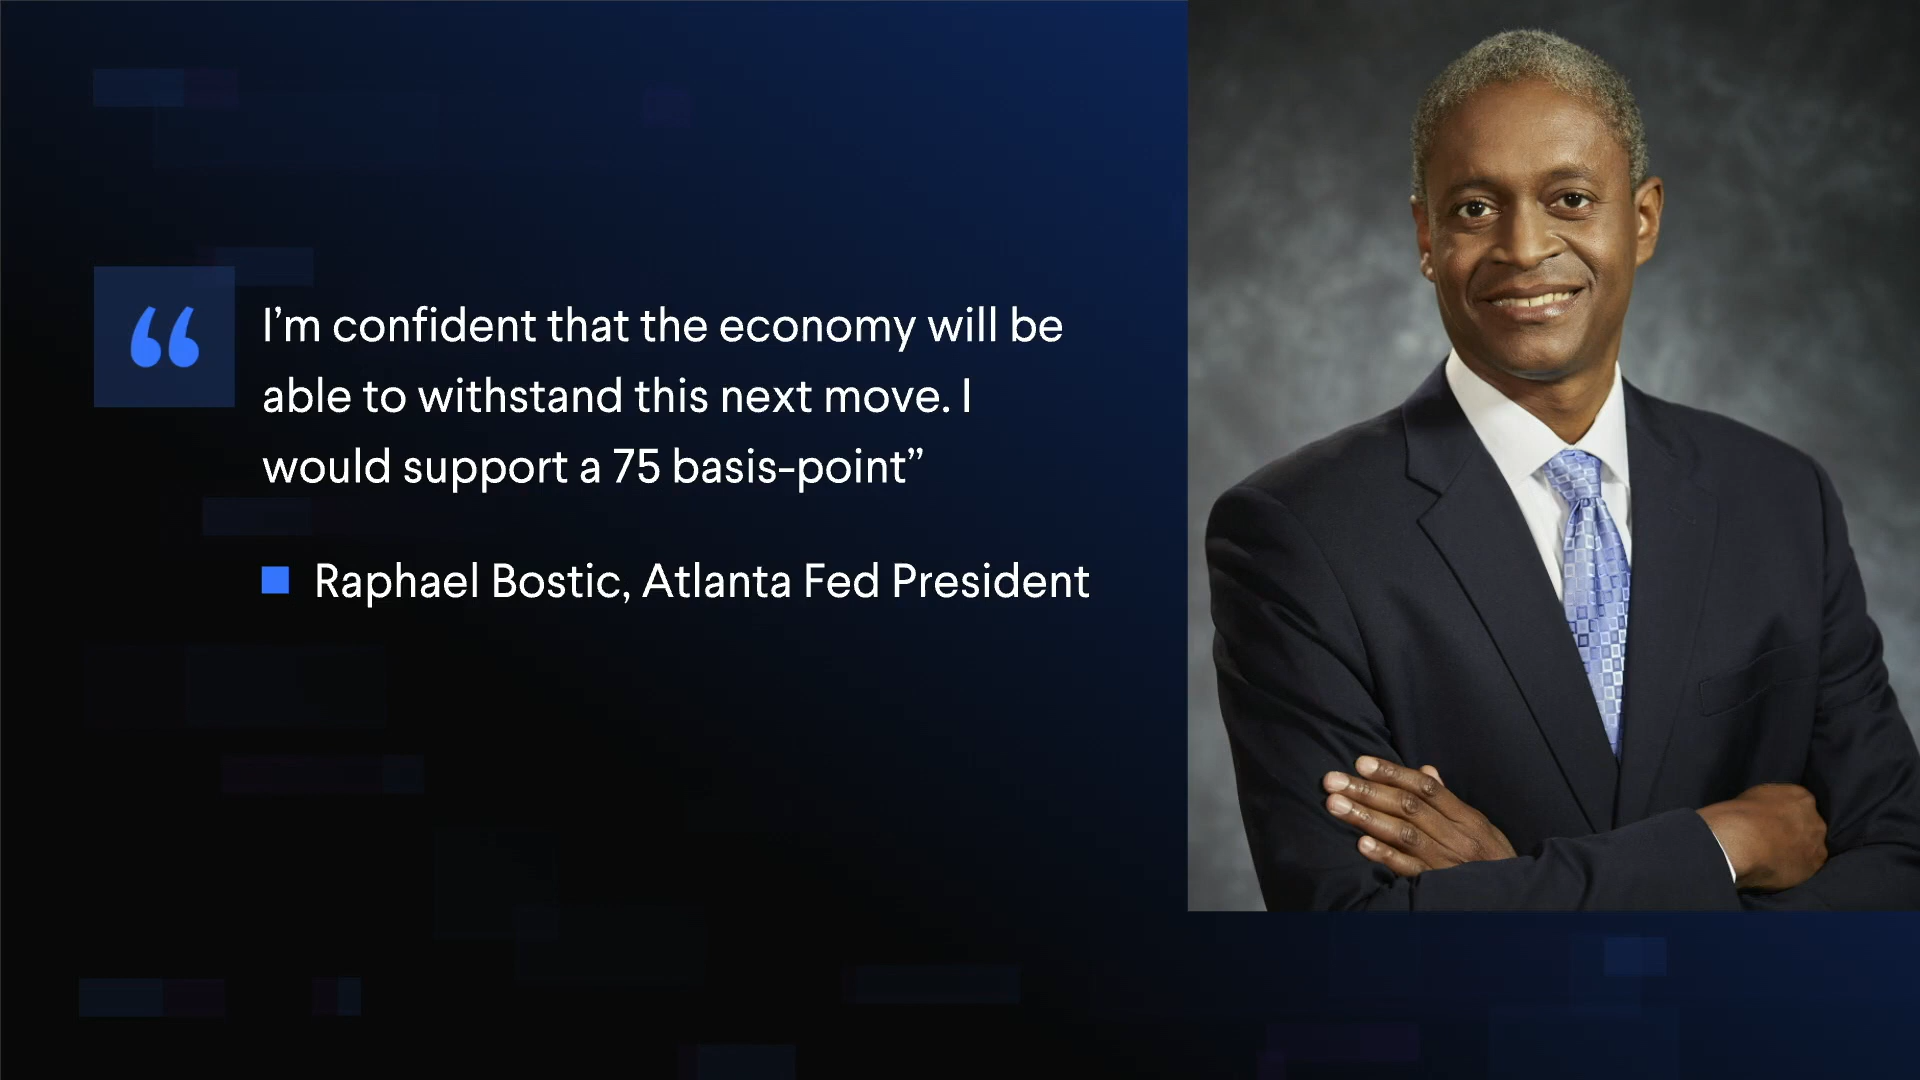 “
I’m confident that the economy will be
able to withstand this next move. I
would support a 75 basis-point”
Raphael Bostic, Atlanta Fed President